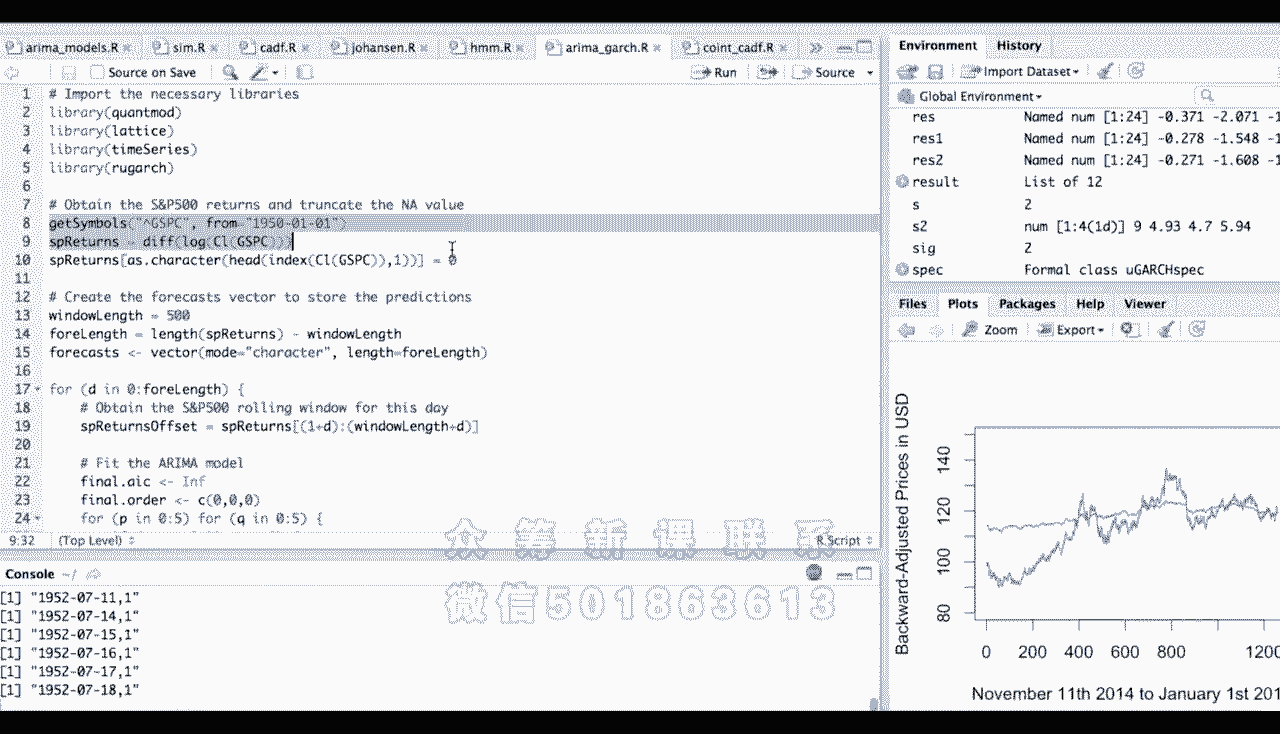 arima_models.R × sim.R × cadf.R × johansen.R × hmm.R × arima_garch.R × coint_cadf.R ×
Source on Save Run Source
1 # Import the necessary libraries
2 library(quantmod)
3 library(lattice)
4 library(timeSeries)
5 library(rugarch)
6
7 # Obtain the S&P500 returns and truncate the NA value
8 getSymbols("^GSPC", from="1950-01-01")
9 spReturns = diff(log(Cl(GSPC)))
10 spReturns[as.character(head(index(Cl(GSPC)),1))] = 0
11
12 # Create the forecasts vector to store the predictions
13 windowLength = 500
14 foreLength = length(spReturns) - windowLength
15 forecasts <- vector(mode="character", length=foreLength)
16
17 for (d in 0:foreLength) {
18 # Obtain the S&P500 rolling window for this day
19 spReturnsOffset = spReturns[(1+d):(windowLength+d)]
20
21 # Fit the ARIMA model
22 final.aic <- Inf
23 final.order <- c(0,0,0)
24 for (p in 0:5) for (q in 0:5) {
9:32 (Top Level) R Script
Console ~/
[1] "1952-07-11,1"
[1] "1952-07-14,1"
[1] "1952-07-15,1"
[1] "1952-07-16,1"
[1] "1952-07-17,1"
[1] "1952-07-18,1"
Environment History
Import Dataset
Global Environment
res Named num [1:24] -0.371 -2.071 -1
res1 Named num [1:24] -0.278 -1.548 -1
res2 Named num [1:24] -0.271 -1.608 -1
result List of 12
s 2
s2 num [1:4(1d)] 9 4.93 4.7 5.94
sig 2
spec Formal class uGARCHspec
Files Plots Packages Help Viewer
Zoom Export
Backward-Adjusted Prices in USD
140
120
100
80
0 200 400 600 800 1200
November 11th 2014 to January 1st 201
众筹新课联系
微信501863613